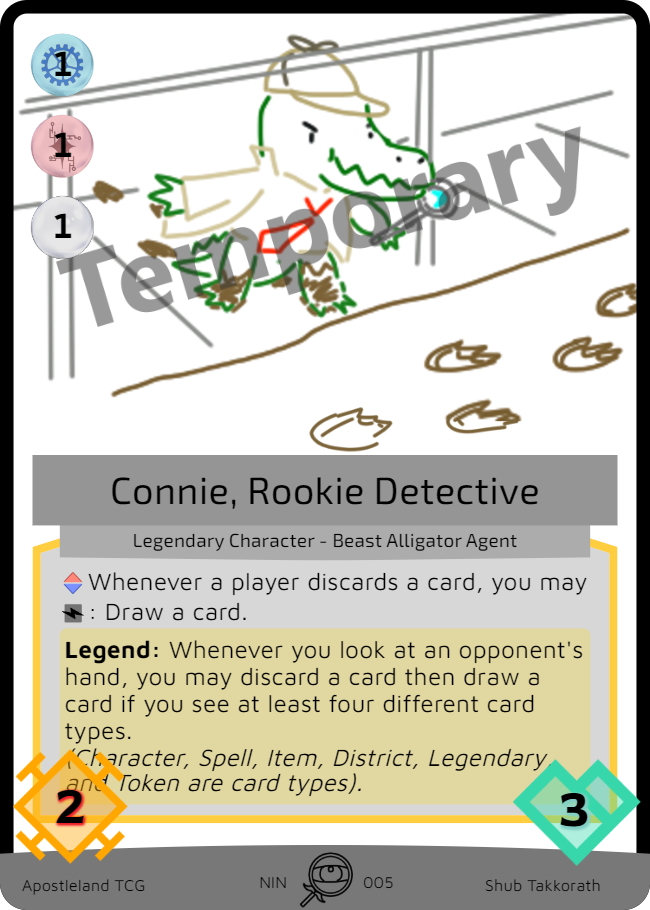 1
1
1
Temporary
Connie, Rookie Detective
Legendary Character - Beast Alligator Agent
Whenever a player discards a card, you may
: Draw a card.
Legend: Whenever you look at an opponent's
hand, you may discard a card then draw a
card if you see at least four different card
types.
(Character, Spell, Item, District, Legendary
and Token are card types).
2
3
Apostleland TCG
NIN
005
Shub Takkorath